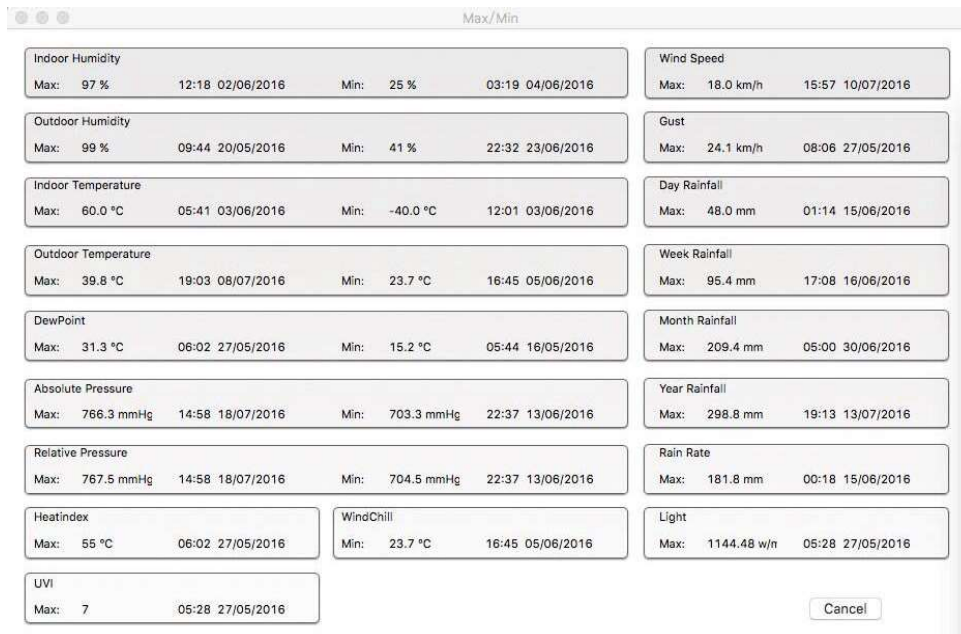 Max/Min
Indoor Humidity
Max: 97 % 12:18 02/06/2016 Min: 25 % 03:19 04/06/2016
Wind Speed
Max: 18.0 km/h 15:57 10/07/2016
Outdoor Humidity
Max: 99 % 09:44 20/05/2016 Min: 41 % 22:32 23/06/2016
Gust
Max: 24.1 km/h 08:06 27/05/2016
Indoor Temperature
Max: 60.0 °C 05:41 03/06/2016 Min: -40.0 °C 12:01 03/06/2016
Day Rainfall
Max: 48.0 mm 01:14 15/06/2016
Outdoor Temperature
Max: 39.8 °C 19:03 08/07/2016 Min: 23.7 °C 16:45 05/06/2016
Week Rainfall
Max: 95.4 mm 17:08 16/06/2016
DewPoint
Max: 31.3 °C 06:02 27/05/2016 Min: 15.2 °C 05:44 16/05/2016
Month Rainfall
Max: 209.4 mm 05:00 30/06/2016
Absolute Pressure
Max: 766.3 mmHg 14:58 18/07/2016 Min: 703.3 mmHg 22:37 13/06/2016
Year Rainfall
Max: 298.8 mm 19:13 13/07/2016
Relative Pressure
Max: 767.5 mmHg 14:58 18/07/2016 Min: 704.5 mmHg 22:37 13/06/2016
Rain Rate
Max: 181.8 mm 00:18 15/06/2016
Heatindex
Max: 55 °C 06:02 27/05/2016
WindChill
Min: 23.7 °C 16:45 05/06/2016
Light
Max: 1144.48 w/r 05:28 27/05/2016
UVI
Max: 7 05:28 27/05/2016
Cancel